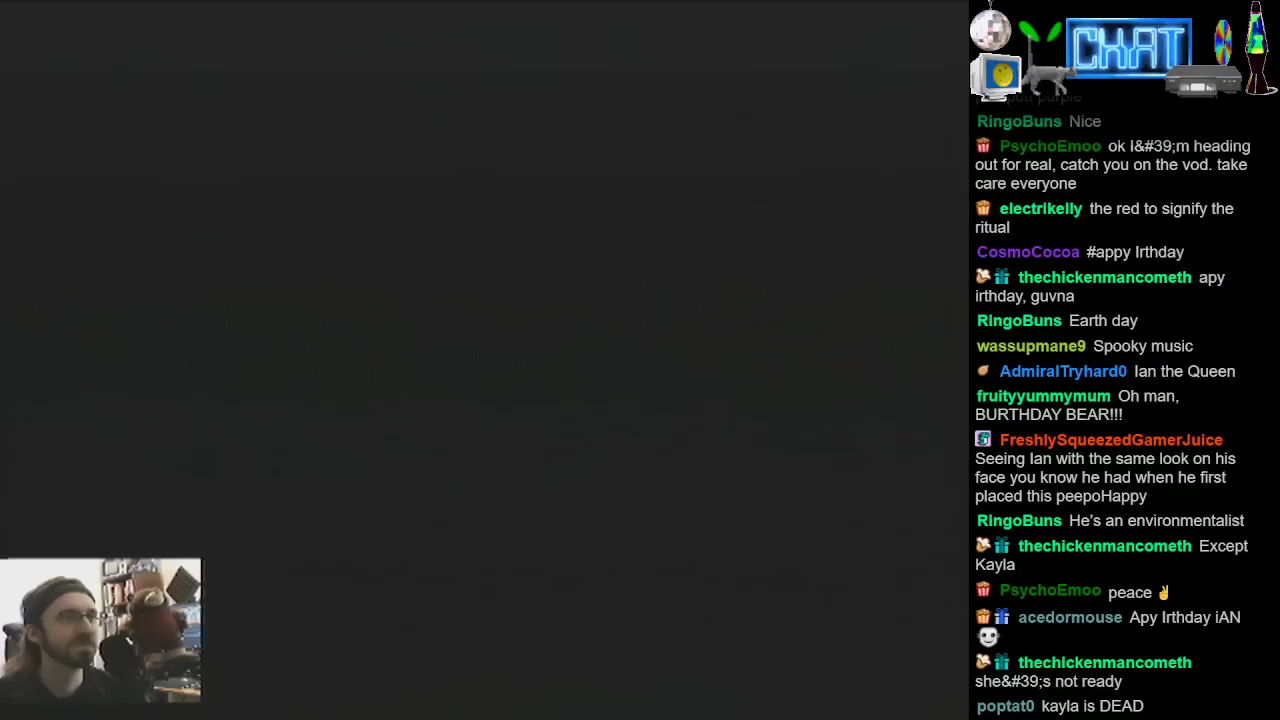 CHAT
RingoBuns Nice
PsychoEmoo ok I&#39;m heading
out for real, catch you on the vod. take
care everyone
electrikelly the red to signify the
ritual
CosmoCocoa #appy Irthday
thechickenmancometh apy
irthday, guvna
RingoBuns Earth day
wassupmane9 Spooky music
AdmiralTryhard0 Ian the Queen
fruityyummymum Oh man,
BURTHDAY BEAR!!!
FreshlySqueezedGamerJuice
Seeing Ian with the same look on his
face you know he had when he first
placed this peepoHappy
RingoBuns He's an environmentalist
thechickenmancometh Except
Kayla
PsychoEmoo peace
acedormouse Apy Irthday iAN
thechickenmancometh
she&#39;s not ready
poptat0 kayla is DEAD